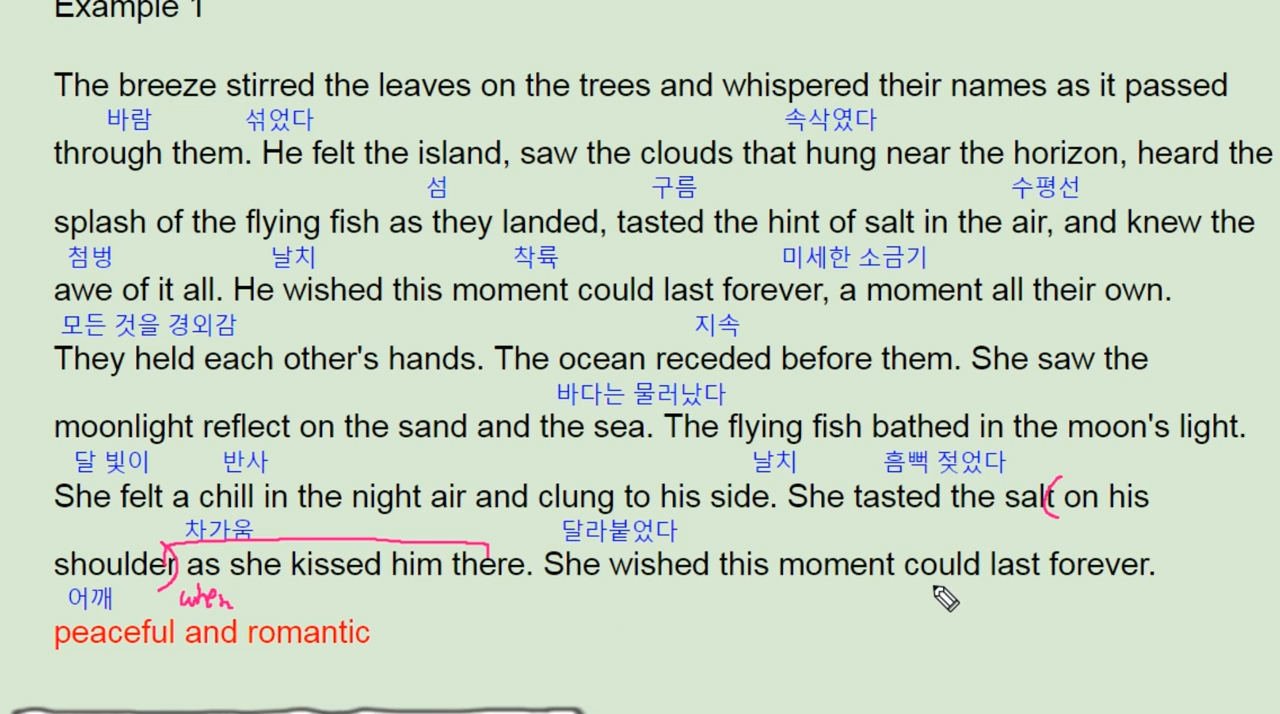 Example 1
The breeze stirred the leaves on the trees and whispered their names as it passed
바람 섞었다 속삭였다
through them. He felt the island, saw the clouds that hung near the horizon, heard the
섬 구름 수평선
splash of the flying fish as they landed, tasted the hint of salt in the air, and knew the
첨벙 날치 착륙 미세한 소금기
awe of it all. He wished this moment could last forever, a moment all their own.
모든 것을 경외감 지속
They held each other's hands. The ocean receded before them. She saw the
바다는 물러났다
moonlight reflect on the sand and the sea. The flying fish bathed in the moon's light.
달 빛이 반사 날치 흠뻑 젖었다
She felt a chill in the night air and clung to his side. She tasted the salt on his
차가움 달라붙었다
shoulder as she kissed him there. She wished this moment could last forever.
어깨 when
peaceful and romantic